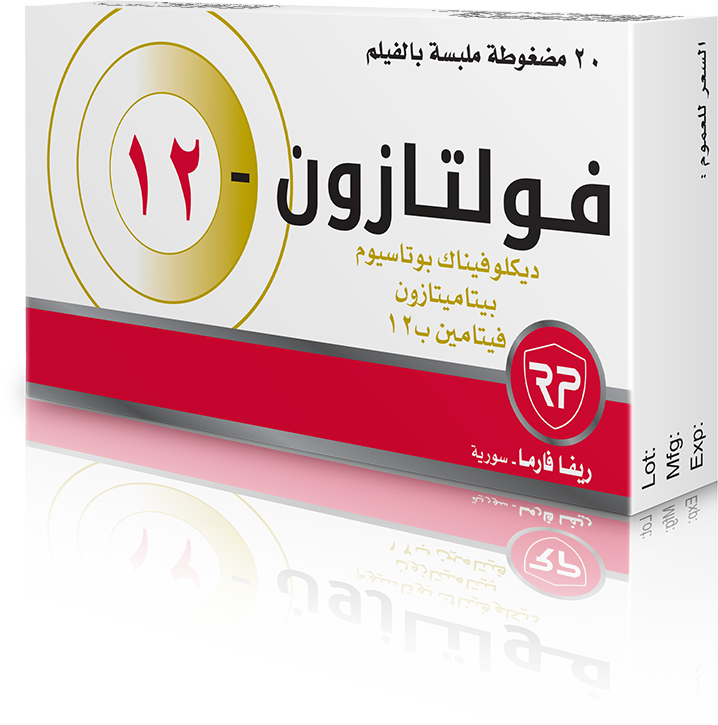 ٢٠ مضغوطة ملبسة بالفيلم
فولتازون - ١٢
ديكلوفيناك بوتاسيوم
بيتاميتازون
فيتامين ب١٢
RP
ريفا فارما - سورية
السعر للعموم :
Lot:
Mfg:
Exp: